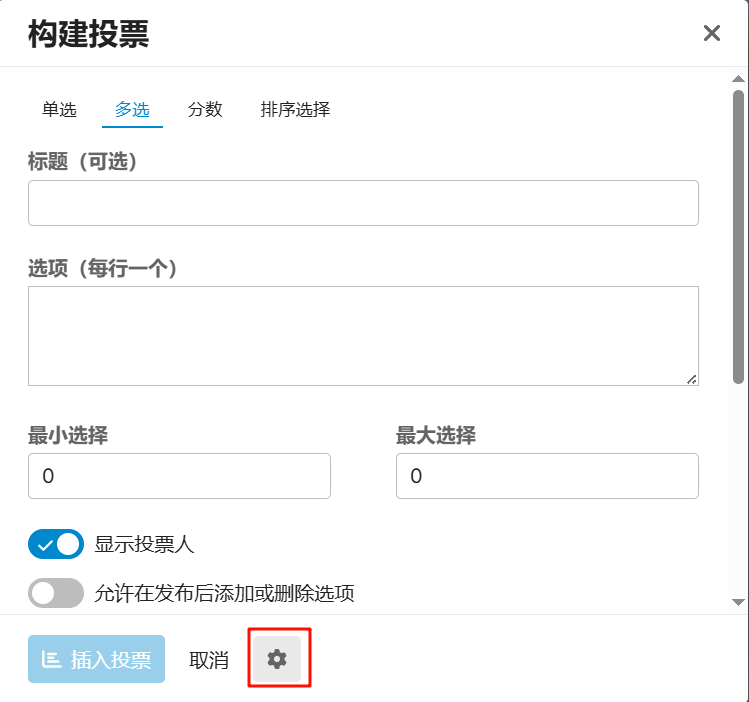 构建投票
单选 多选 分数 排序选择
标题（可选）
选项（每行一个）
最小选择 最大选择
0 0
显示投票人
允许在发布后添加或删除选项
插入投票 取消